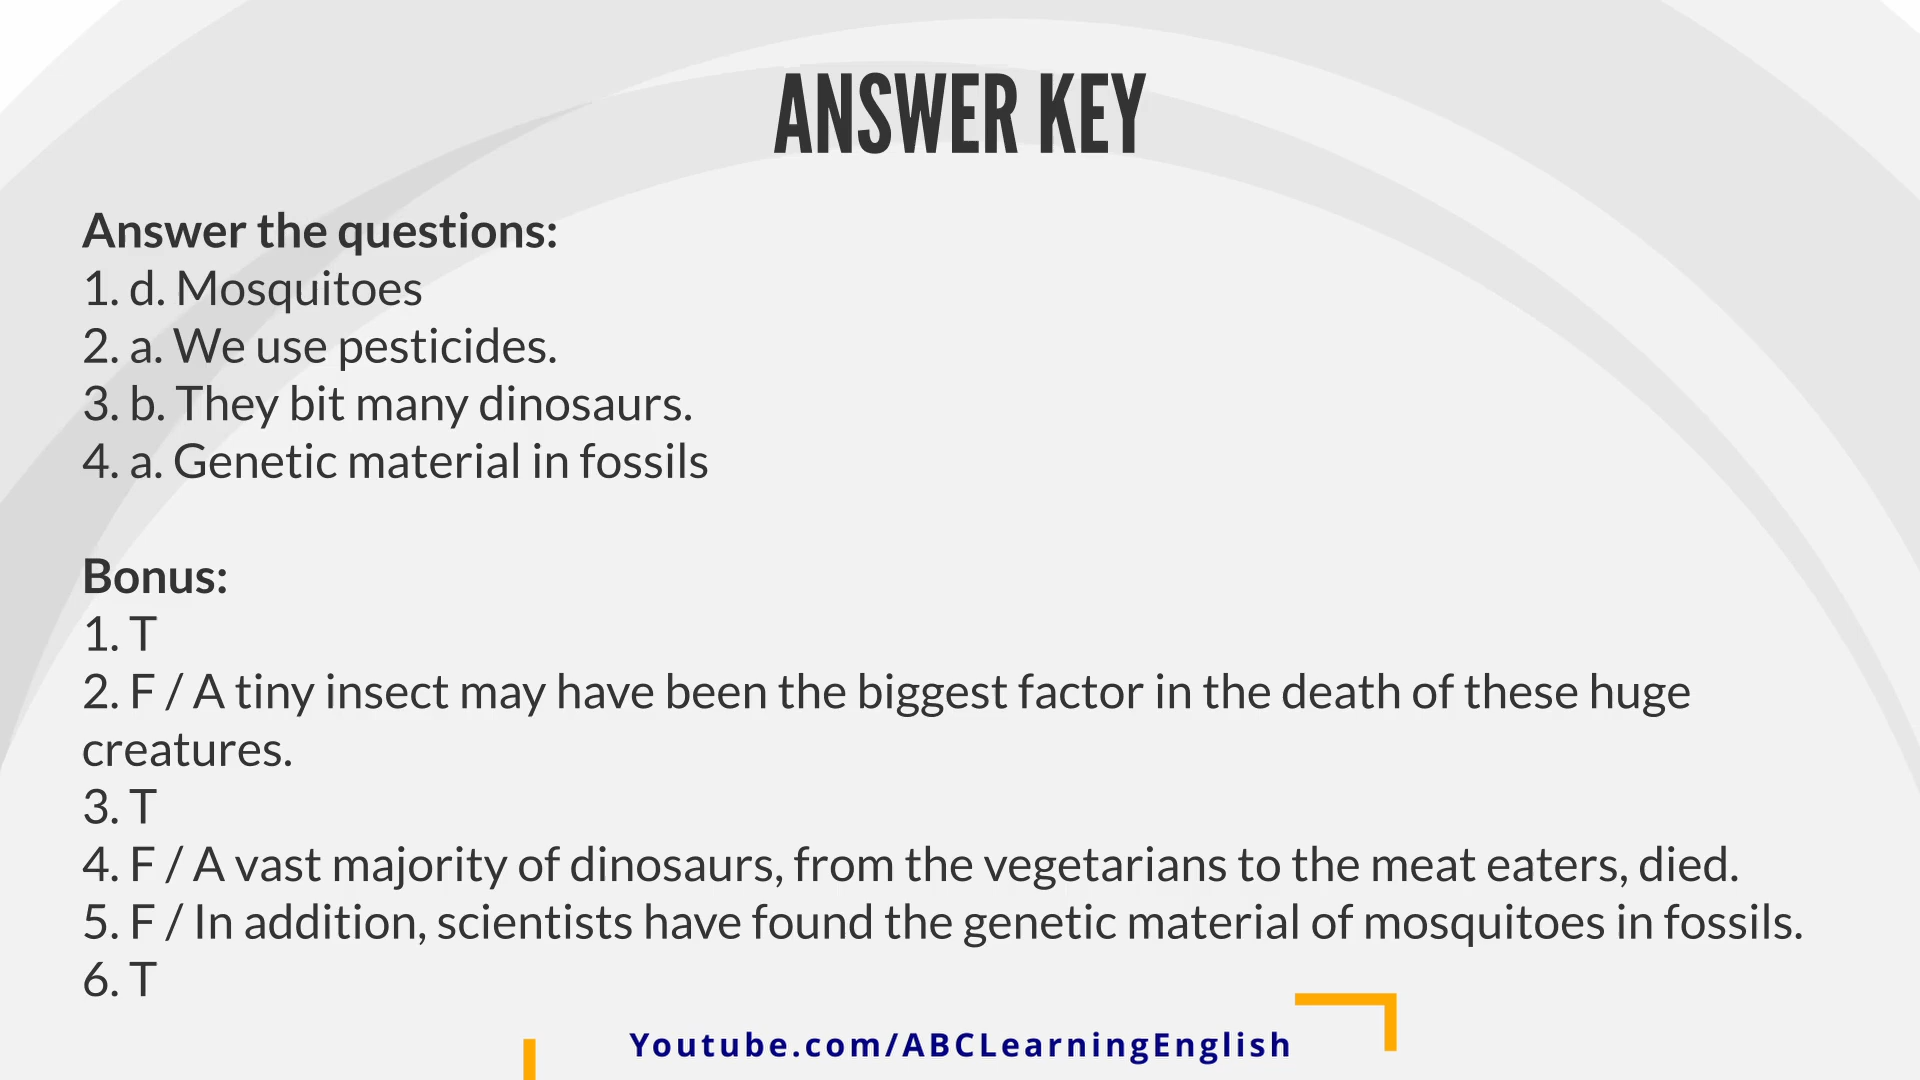 ANSWER KEY
Answer the questions:
1. d. Mosquitoes
2. a. We use pesticides.
3. b. They bit many dinosaurs.
4. a. Genetic material in fossils
Bonus:
1. T
2. F / A tiny insect may have been the biggest factor in the death of these huge
creatures.
3. T
4. F / A vast majority of dinosaurs, from the vegetarians to the meat eaters, died.
5. F / In addition, scientists have found the genetic material of mosquitoes in fossils.
6. T
Youtube.com/ABCLearningEnglish